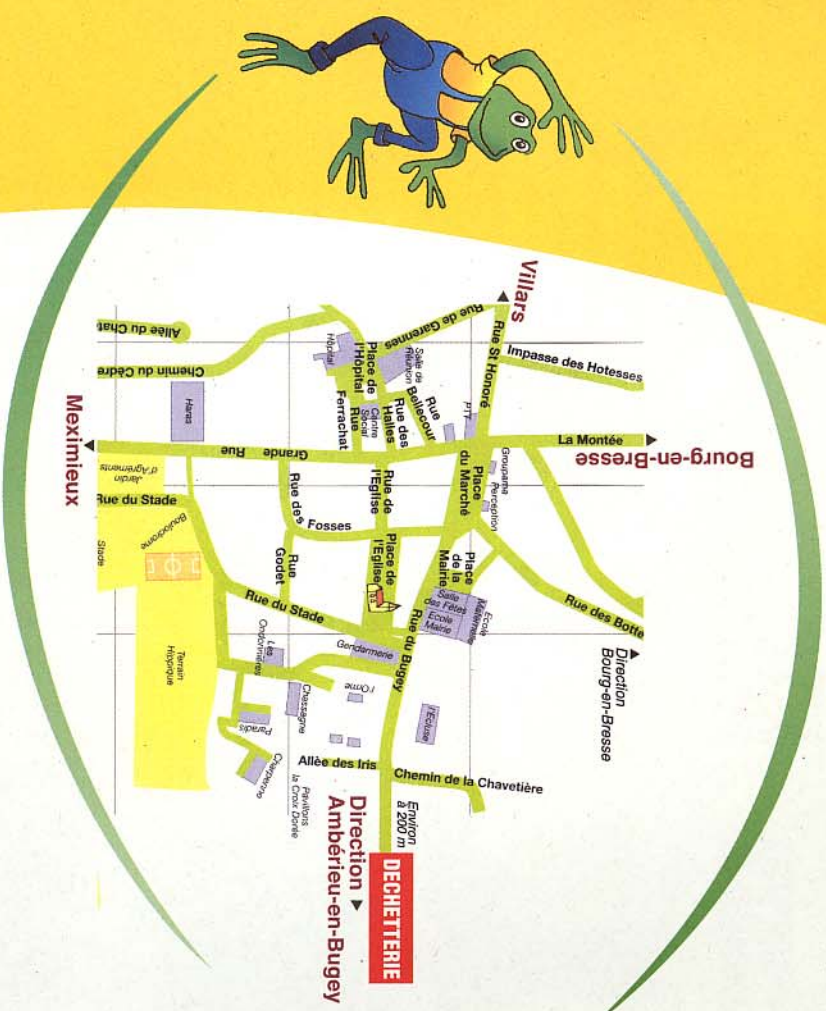 Villars
Rue de Garennes
Rue St Honoré
Impasse des Hotesses
Allée du Chat
Chemin du Cèdre
Hôpital
Place de
l'Hôpital
Salle de
Réunion
Rue
Bellecour
PTT
Haras
Rue
Ferrachat
Centre
Social
Rue des
Halles
La Montée
Bourg-en-Bresse
Meximieux
Grande Rue
Groupama
Perception
Place
du Marché
Jardin
d'Agréments
Rue du Stade
Boulodrome
Stade
Rue des
Fosses
Rue de
l'Eglise
Rue
Godet
Place de
l'Eglise
Place
de la
Mairie
Ecole
Maternelle
Salle
des Fêtes
Ecole
Mairie
Rue des Botte
Direction
Bourg-en-Bresse
Rue du Stade
Gendarmerie
Rue du Bugey
Terrain
Hippique
Les
Ondonnières
Chassagne
l'Orme
l'Ecluse
Paradis
Charpenne
Allèe des Iris
Chemin de la Chavetière
Pavillons
la Croix Dorée
Environ
à 200 m
DECHETTERIE
Direction
Ambérieu-en-Bugey